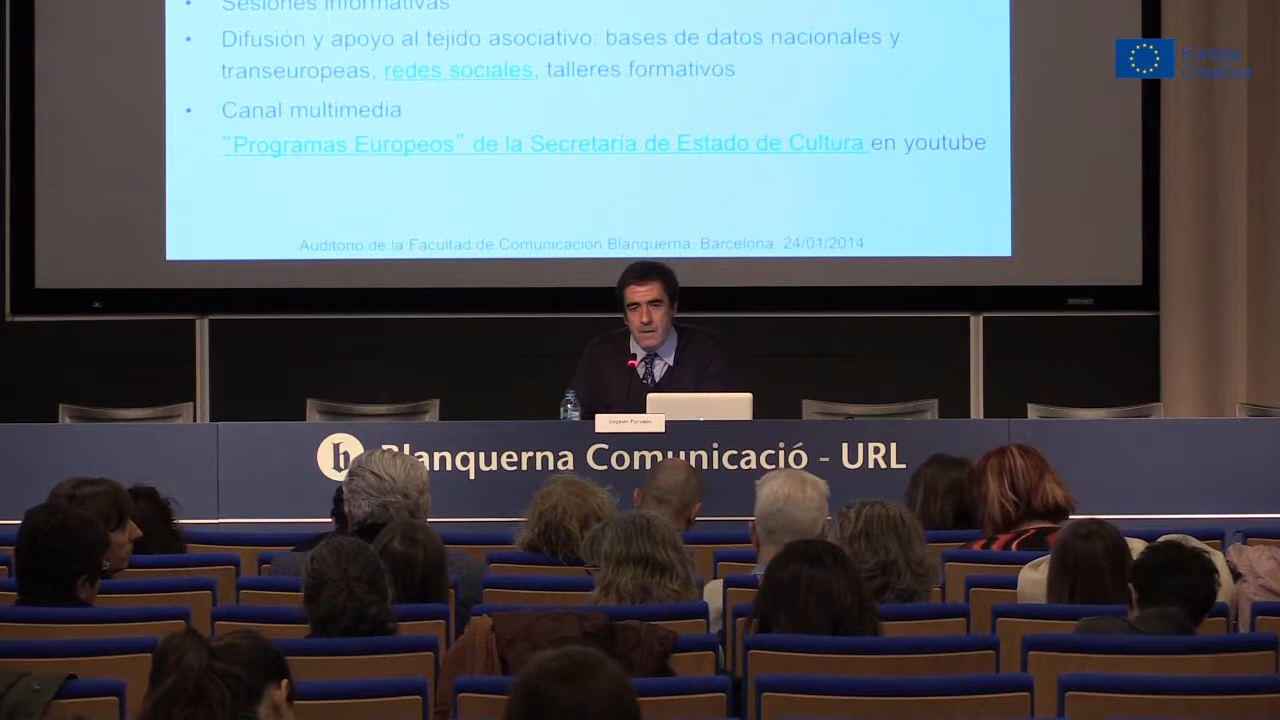 • Sesiones informativas
• Difusión y apoyo al tejido asociativo: bases de datos nacionales y
transeuropeas, redes sociales, talleres formativos
• Canal multimedia
"Programas Europeos" de la Secretaría de Estado de Cultura en youtube
Auditorio de la Facultad de Comunicación Blanquerna. Barcelona. 24/01/2014
Europa
Creativa
b Blanquerna Comunicació - URL